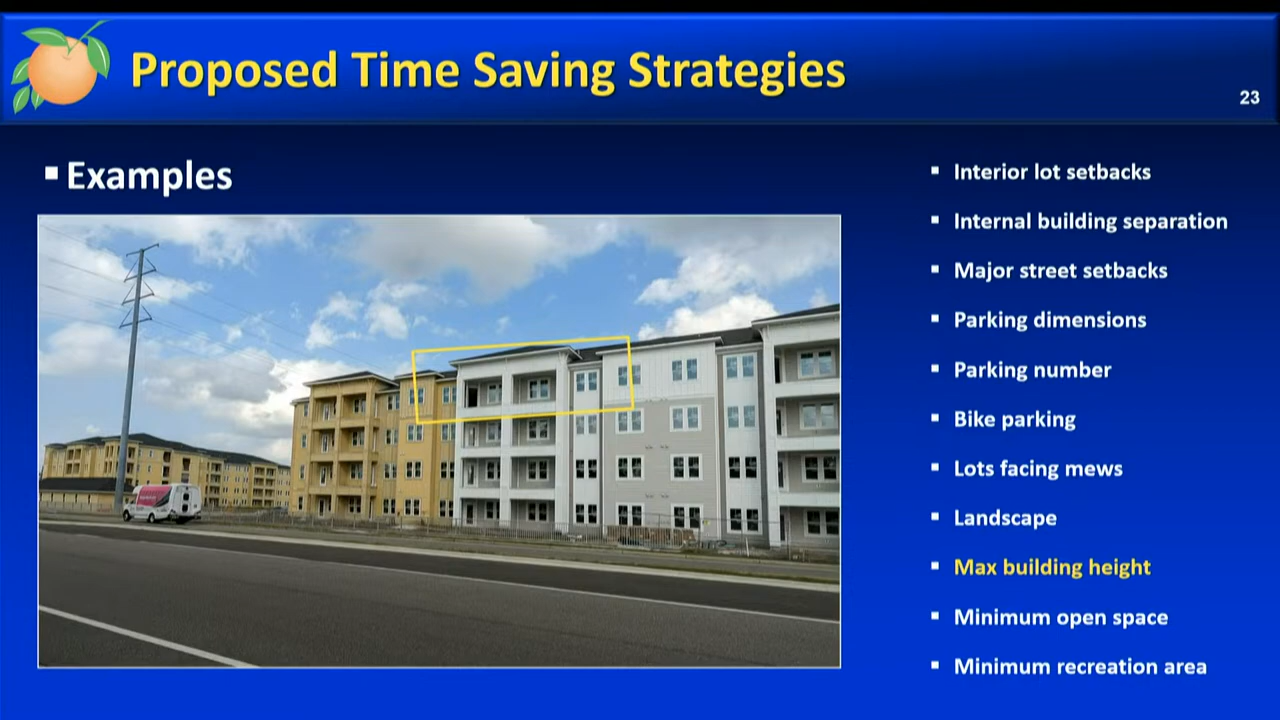 Proposed Time Saving Strategies
23
▪ Examples
▪ Interior lot setbacks
▪ Internal building separation
▪ Major street setbacks
▪ Parking dimensions
▪ Parking number
▪ Bike parking
▪ Lots facing mews
▪ Landscape
▪ Max building height
▪ Minimum open space
▪ Minimum recreation area